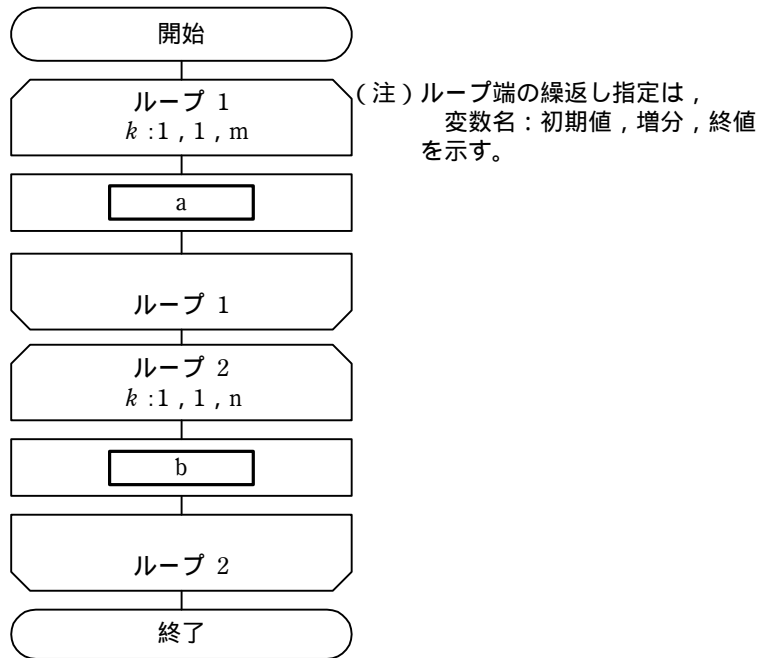 開始
ループ 1
k :1 , 1 , m
(注)ループ端の繰返し指定は,
変数名:初期値,増分,終値
を示す。
a
ループ 1
ループ 2
k :1 , 1 , n
b
ループ 2
終了